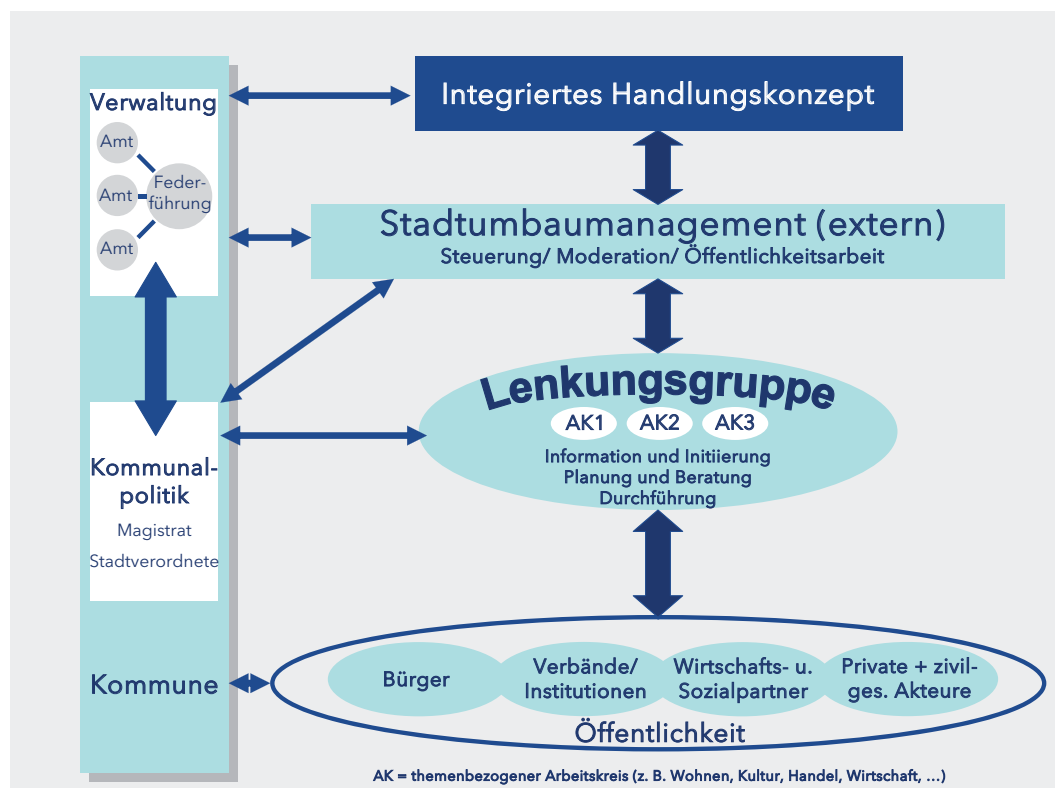 Verwaltung
Amt
Feder-
Amt
führung
Amt
Kommunal-
politik
Magistrat
Stadtverordnete
Kommune
Integriertes Handlungskonzept
Stadtumbaumanagement (extern)
Steuerung/ Moderation/ Öffentlichkeitsarbeit
Lenkungsgruppe
AK1 AK2 AK3
Information und Initiierung
Planung und Beratung
Durchführung
Bürger
Verbände/
Institutionen
Wirtschafts- u.
Sozialpartner
Private + zivil-
ges. Akteure
Öffentlichkeit
AK = themenbezogener Arbeitskreis (z. B. Wohnen, Kultur, Handel, Wirtschaft, ...)